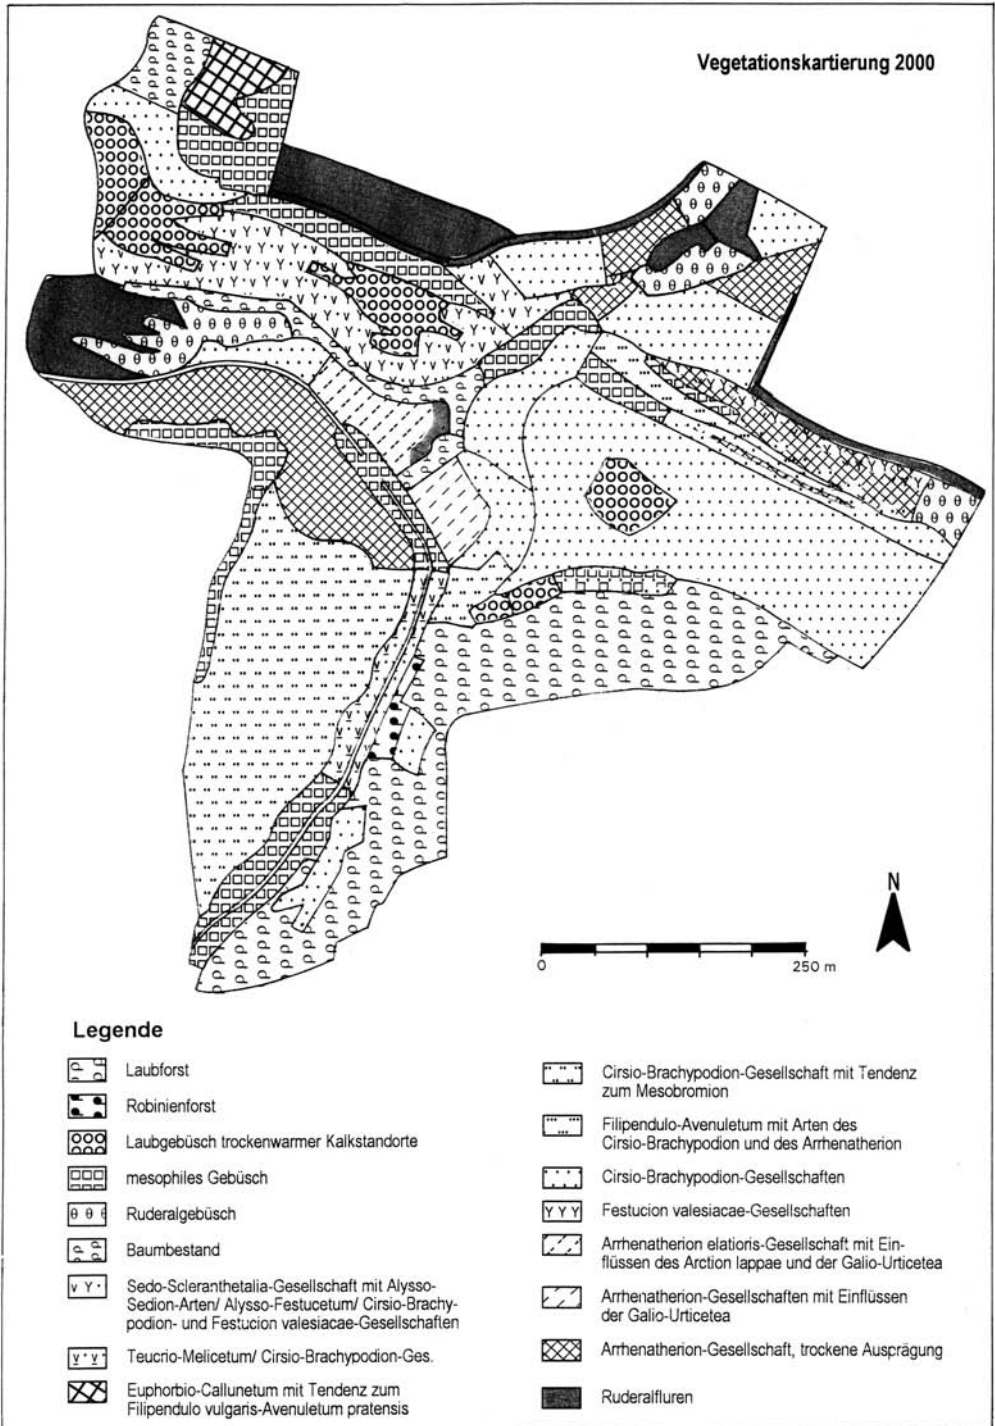 Vegetationskartierung 2000
N
0
250 m
Legende
Laubforst
Robinienforst
Laubgebüsch trockenwarmer Kalkstandorte
mesophiles Gebüsch
Ruderalgebüsch
Baumbestand
Sedo-Scleranthetalia-Gesellschaft mit Alysso-
Sedion-Arten/ Alysso-Festucetum/ Cirsio-Brachy-
podion- und Festucion valesiacae-Gesellschaften
Teucrio-Melicetum/ Cirsio-Brachypodion-Ges.
Euphorbio-Callunetum mit Tendenz zum
Filipendulo vulgaris-Avenuletum pratensis
Cirsio-Brachypodion-Gesellschaft mit Tendenz
zum Mesobromion
Filipendulo-Avenuletum mit Arten des
Cirsio-Brachypodion und des Arrhenatherion
Cirsio-Brachypodion-Gesellschaften
Festucion valesiacae-Gesellschaften
Arrhenatherion elatioris-Gesellschaft mit Ein-
flüssen des Arction lappae und der Galio-Urticetea
Arrhenatherion-Gesellschaften mit Einflüssen
der Galio-Urticetea
Arrhenatherion-Gesellschaft, trockene Ausprägung
Ruderalfluren